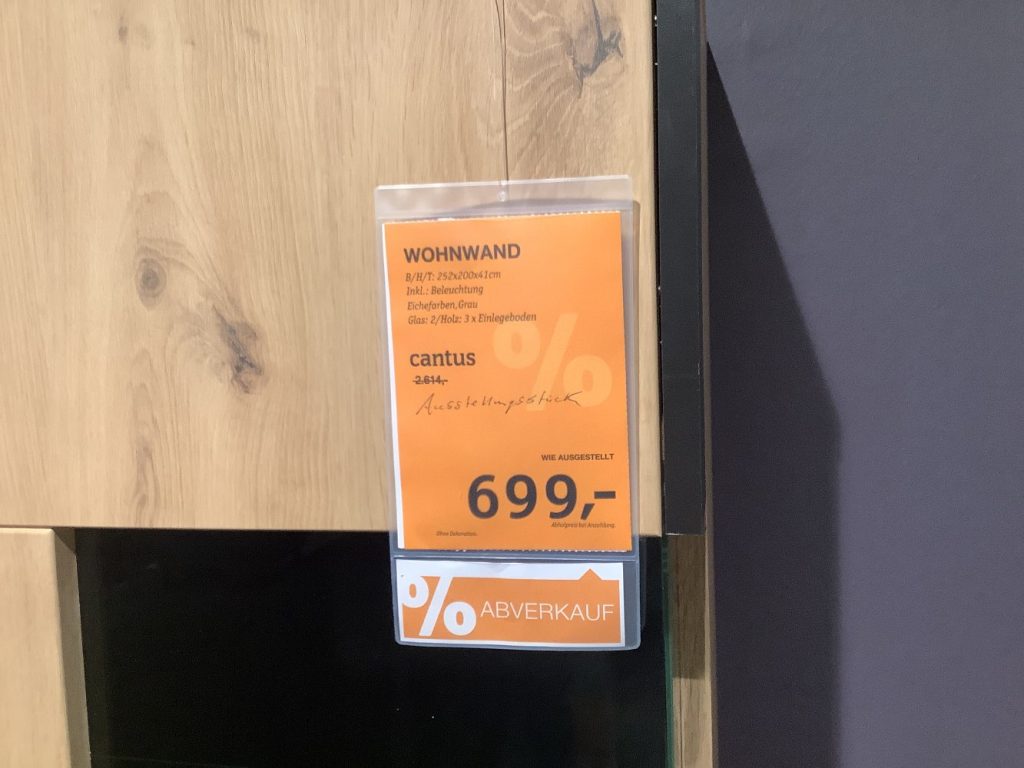 WOHNWAND
B/H/T: 252x200x41cm
Inkl.: Beleuchtung
Eichefarben,Grau
Glas: 2/Holz: 3 x Einlegeboden
%
cantus
2.614,-
Ausstellungsstück
WIE AUSGESTELLT
699,-
Abholpreis bei Anzahlung.
Ohne Dekoration.
% ABVERKAUF